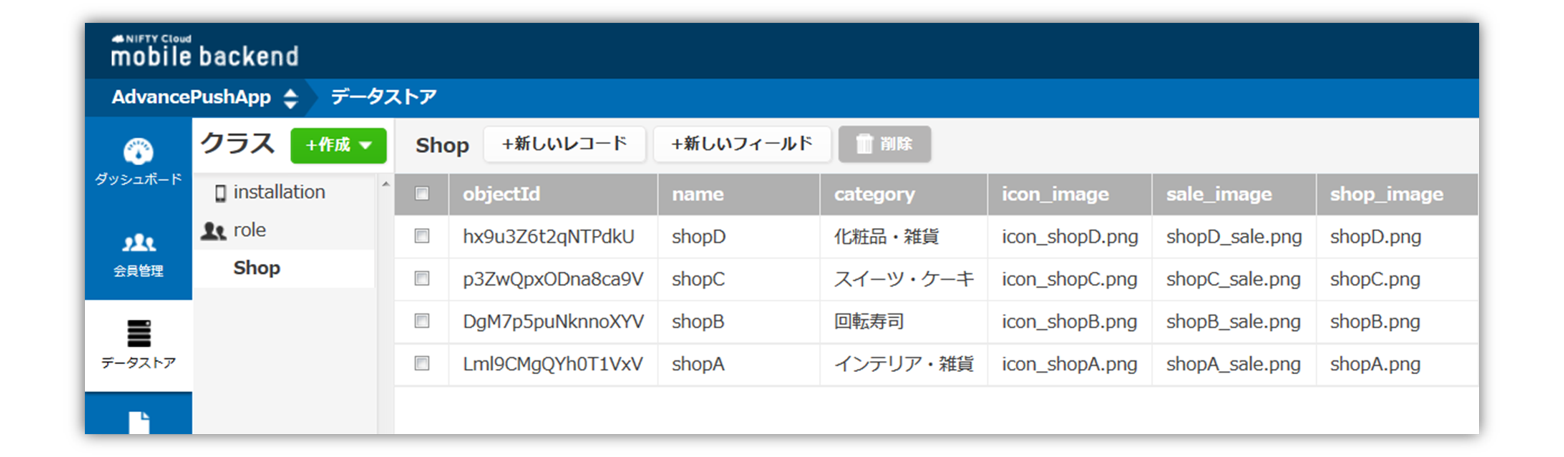 NIFTY Cloud
mobile backend
AdvancePushApp データストア
ダッシュボード
会員管理
データストア
クラス +作成
installation
role
Shop
Shop +新しいレコード +新しいフィールド 削除
objectId name category icon_image sale_image shop_image
hx9u3Z6t2qNTPdkU shopD 化粧品・雑貨 icon_shopD.png shopD_sale.png shopD.png
p3ZwQpxODna8ca9V shopC スイーツ・ケーキ icon_shopC.png shopC_sale.png shopC.png
DgM7p5puNknnoXYV shopB 回転寿司 icon_shopB.png shopB_sale.png shopB.png
Lml9CMgQYh0T1VxV shopA インテリア・雑貨 icon_shopA.png shopA_sale.png shopA.png